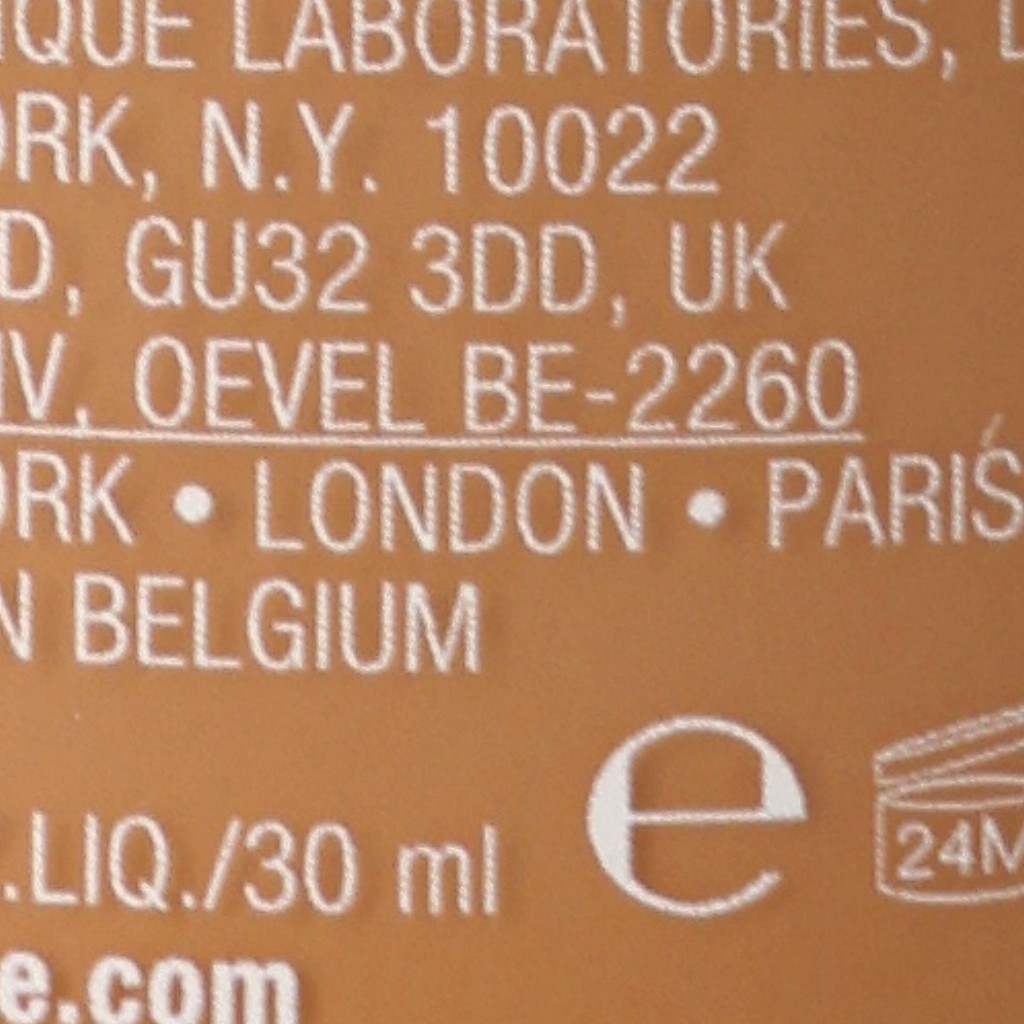 IQUE LABORATORIES, L
ORK, N.Y. 10022
D, GU32 3DD, UK
IV, OEVEL BE-2260
ORK • LONDON • PARIS
N BELGIUM
.LIQ./30 ml e 24M
e.com